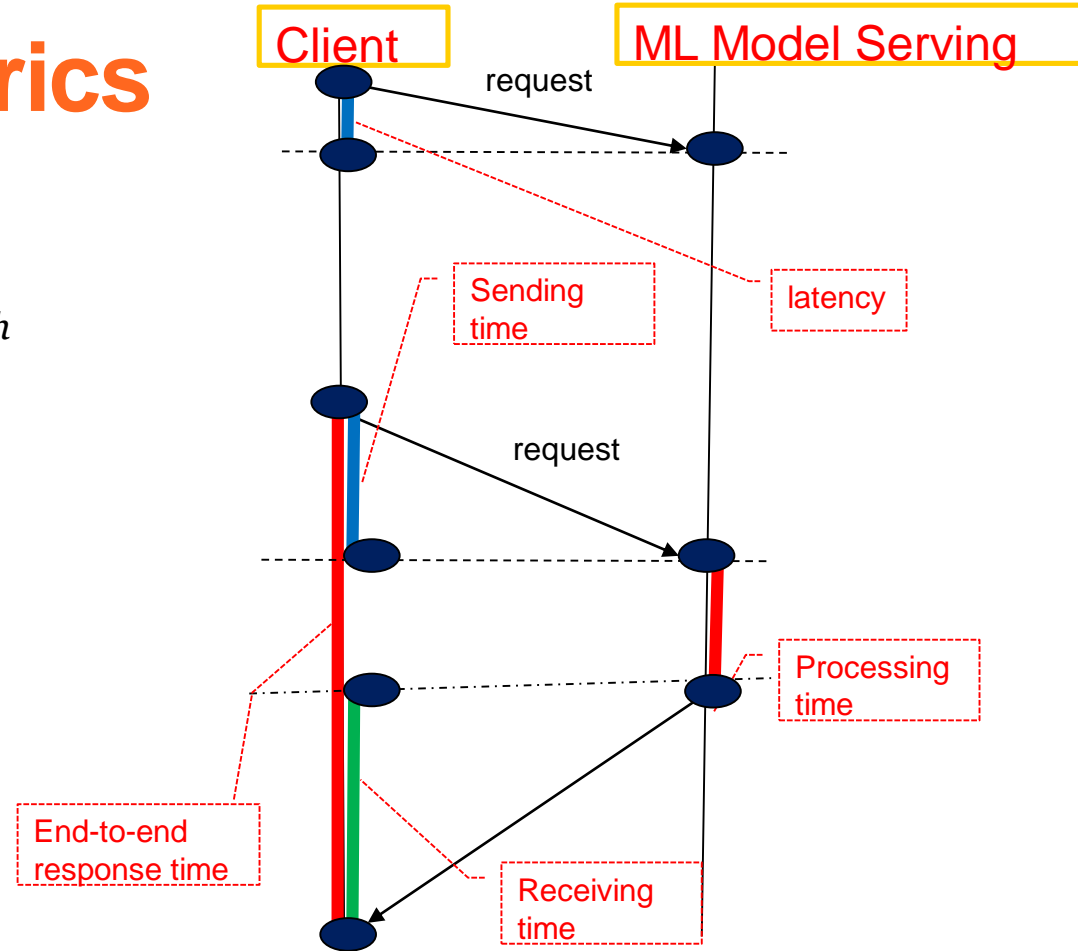 rics
Client
ML Model Serving
request
Sending
time
latency
h
request
Processing
time
End-to-end
response time
Receiving
time